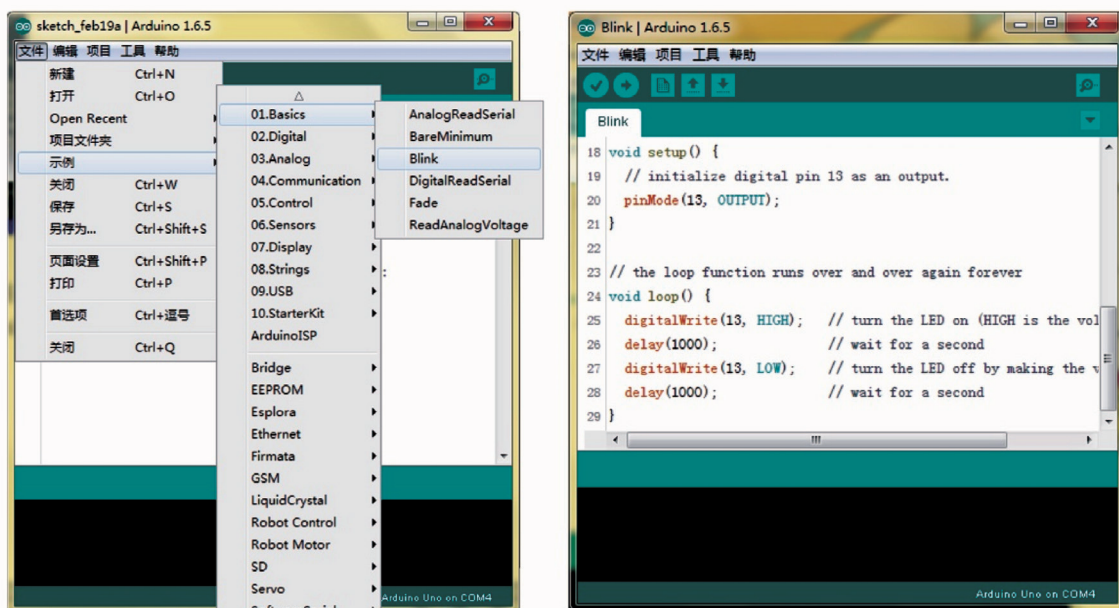 sketch_feb19a | Arduino 1.6.5
文件 编辑 项目 工具 帮助
新建 Ctrl+N
打开 Ctrl+O
Open Recent
项目文件夹
示例
关闭 Ctrl+W
保存 Ctrl+S
另存为... Ctrl+Shift+S
页面设置 Ctrl+Shift+P
打印 Ctrl+P
首选项 Ctrl+逗号
关闭 Ctrl+Q
01.Basics
02.Digital
03.Analog
04.Communication
05.Control
06.Sensors
07.Display
08.Strings
09.USB
10.StarterKit
ArduinoISP
Bridge
EEPROM
Esplora
Ethernet
Firmata
GSM
LiquidCrystal
Robot Control
Robot Motor
SD
Servo
AnalogReadSerial
BareMinimum
Blink
DigitalReadSerial
Fade
ReadAnalogVoltage
Arduino Uno on COM4
Blink | Arduino 1.6.5
文件 编辑 项目 工具 帮助
Blink
18 void setup() {
19 // initialize digital pin 13 as an output.
20 pinMode(13, OUTPUT);
21 }
22
23 // the loop function runs over and over again forever
24 void loop() {
25 digitalWrite(13, HIGH); // turn the LED on (HIGH is the vol
26 delay(1000); // wait for a second
27 digitalWrite(13, LOW); // turn the LED off by making the v
28 delay(1000); // wait for a second
29 }
Arduino Uno on COM4